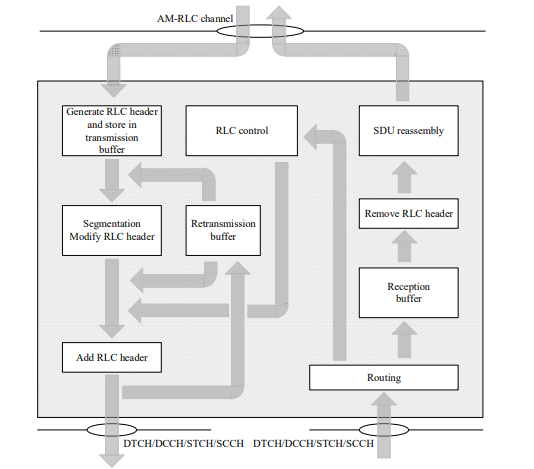 AM-RLC channel
Generate RLC header
and store in
transmission
buffer
RLC control
SDU reassembly
Segmentation
Modify RLC header
Retransmission
buffer
Remove RLC header
Reception
buffer
Add RLC header
Routing
DTCH/DCCH/STCH/SCCH
DTCH/DCCH/STCH/SCCH